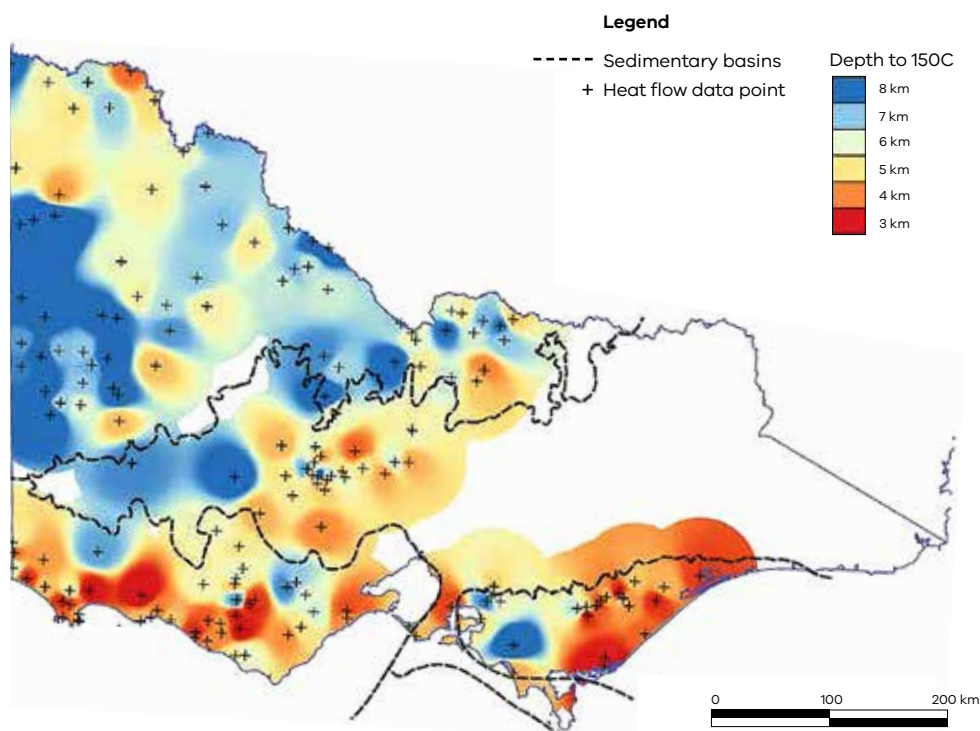 Legend
Sedimentary basins
+ Heat flow data point
Depth to 150C
8 km
7 km
6 km
5 km
4 km
3 km
0 100 200 km